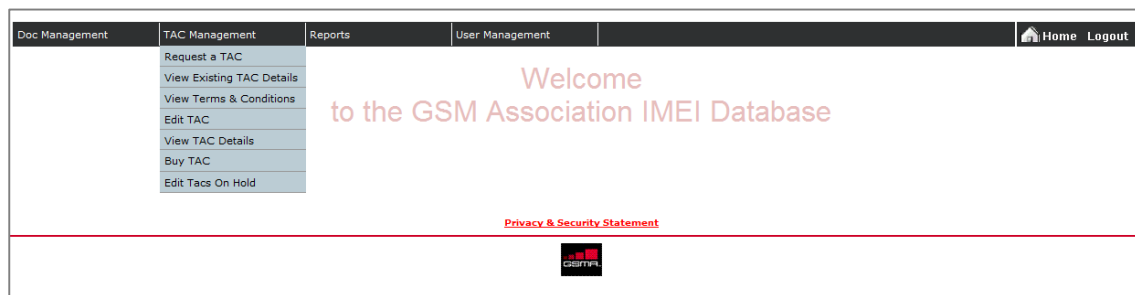 Doc Management TAC Management Reports User Management Home Logout
Request a TAC
View Existing TAC Details
View Terms & Conditions
Edit TAC
View TAC Details
Buy TAC
Edit Tacs On Hold
Welcome
to the GSM Association IMEI Database
Privacy & Security Statement
GSMA